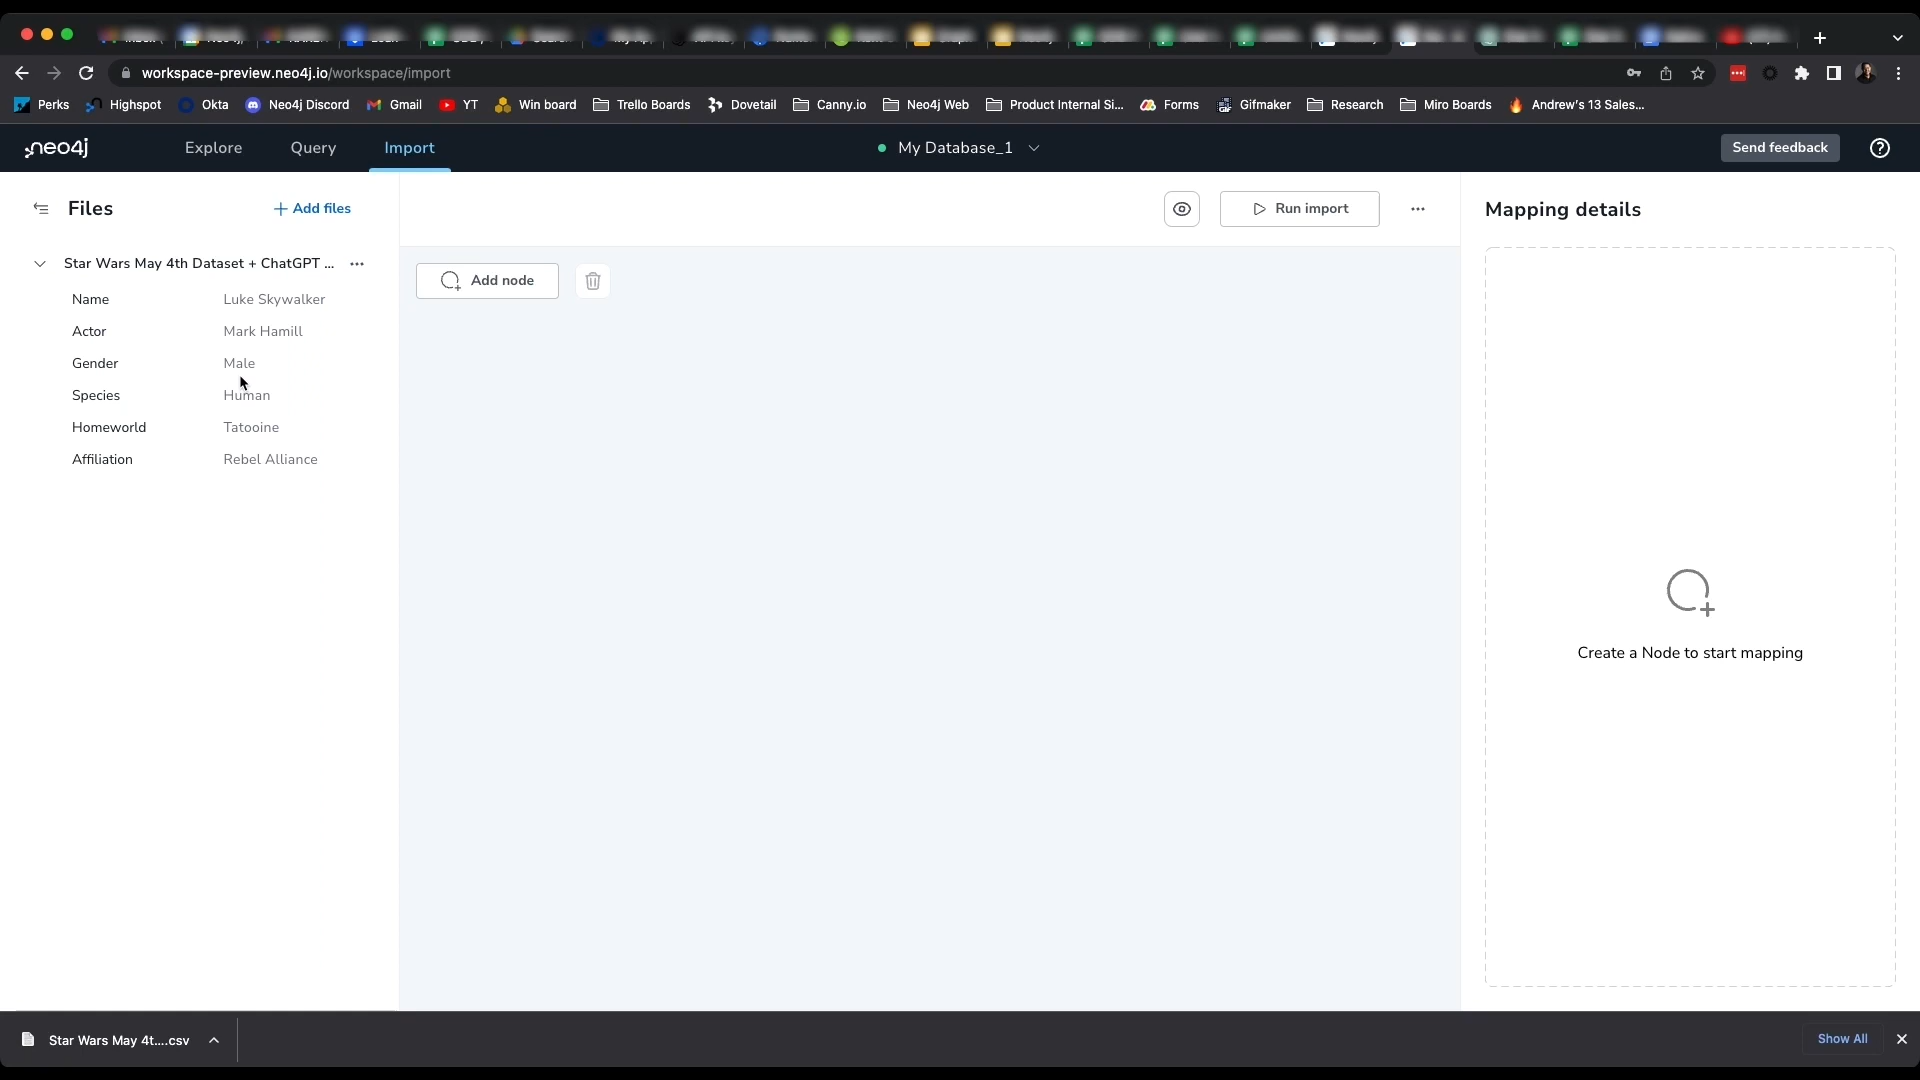 workspace-preview.neo4j.io/workspace/import
Perks Highspot Okta Neo4j Discord Gmail YT Win board Trello Boards Dovetail Canny.io Neo4j Web Product Internal Si... Forms Gifmaker Research Miro Boards Andrew's 13 Sales...
neo4j Explore Query Import My Database_1 Send feedback ?
Files + Add files Run import ... Mapping details
Star Wars May 4th Dataset + ChatGPT ... ...
Add node
Name Luke Skywalker
Actor Mark Hamill
Gender Male
Species Human
Homeworld Tatooine
Affiliation Rebel Alliance
Create a Node to start mapping
Star Wars May 4t....csv Show All